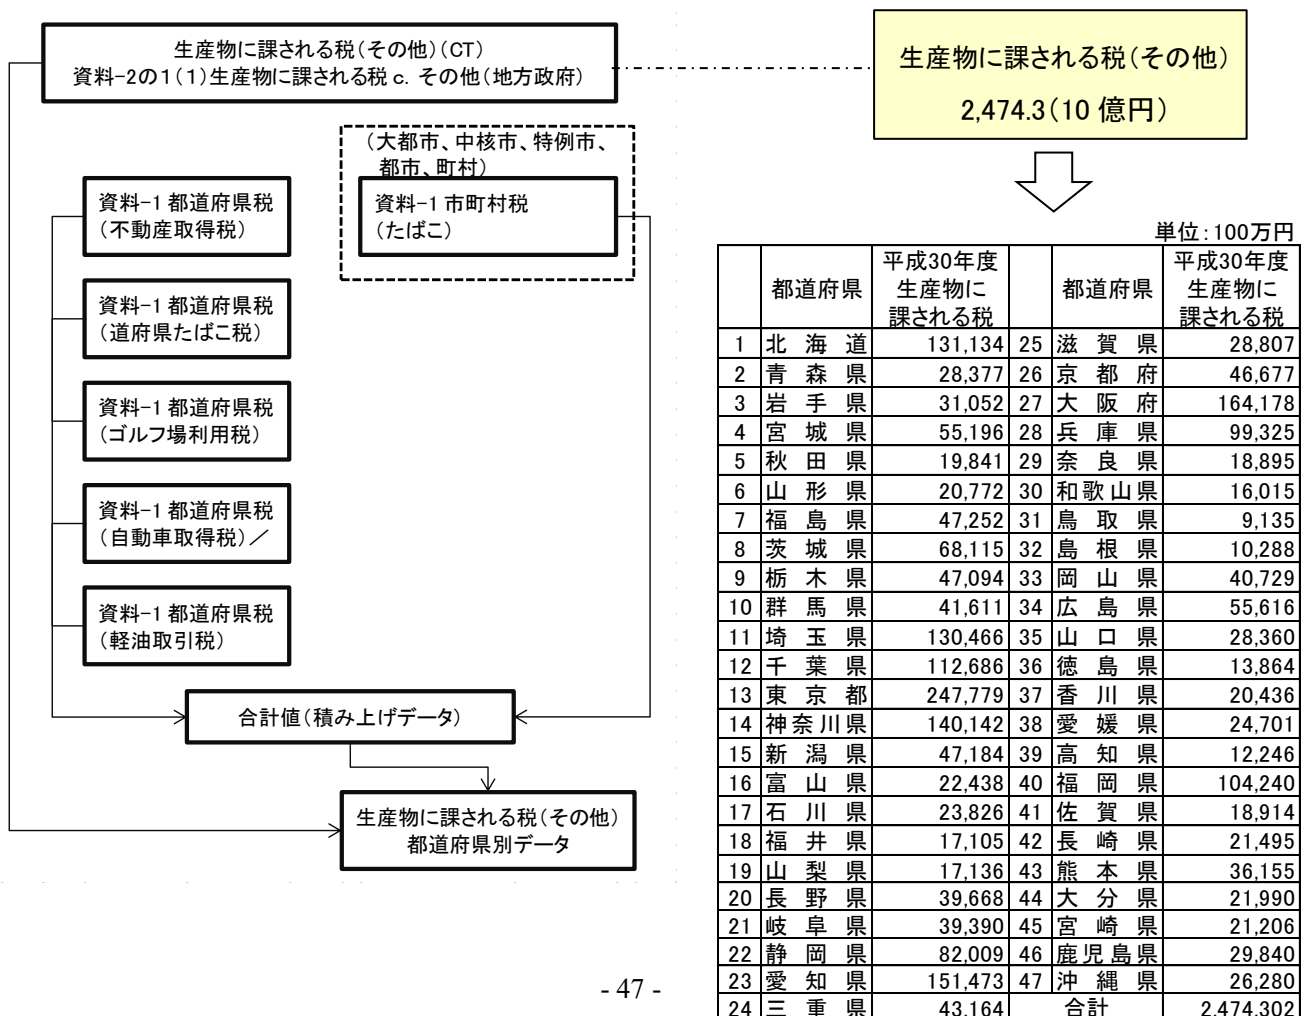 生産物に課される税(その他)(CT)
資料-2の1(1)生産物に課される税 c. その他(地方政府)
(大都市、中核市、特例市、
都市、町村)
資料-1 市町村税
(たばこ)
資料-1 都道府県税
(不動産取得税)
資料-1 都道府県税
(道府県たばこ税)
資料-1 都道府県税
(ゴルフ場利用税)
資料-1 都道府県税
(自動車取得税)/
資料-1 都道府県税
(軽油取引税)
合計値(積み上げデータ)
生産物に課される税(その他)
都道府県別データ
生産物に課される税(その他)
2,474.3(10 億円)
単位:100万円
都道府県 平成30年度 生産物に 課される税 都道府県 平成30年度 生産物に 課される税
1 北海道 131,134 25 滋賀県 28,807
2 青森県 28,377 26 京都府 46,677
3 岩手県 31,052 27 大阪府 164,178
4 宮城県 55,196 28 兵庫県 99,325
5 秋田県 19,841 29 奈良県 18,895
6 山形県 20,772 30 和歌山県 16,015
7 福島県 47,252 31 鳥取県 9,135
8 茨城県 68,115 32 島根県 10,288
9 栃木県 47,094 33 岡山県 40,729
10 群馬県 41,611 34 広島県 55,616
11 埼玉県 130,466 35 山口県 28,360
12 千葉県 112,686 36 徳島県 13,864
13 東京都 247,779 37 香川県 20,436
14 神奈川県 140,142 38 愛媛県 24,701
15 新潟県 47,184 39 高知県 12,246
16 富山県 22,438 40 福岡県 104,240
17 石川県 23,826 41 佐賀県 18,914
18 福井県 17,105 42 長崎県 21,495
19 山梨県 17,136 43 熊本県 36,155
20 長野県 39,668 44 大分県 21,990
21 岐阜県 39,390 45 宮崎県 21,206
22 静岡県 82,009 46 鹿児島県 29,840
23 愛知県 151,473 47 沖縄県 26,280
24 三重県 43,164 合計 2,474,302
- 47 -